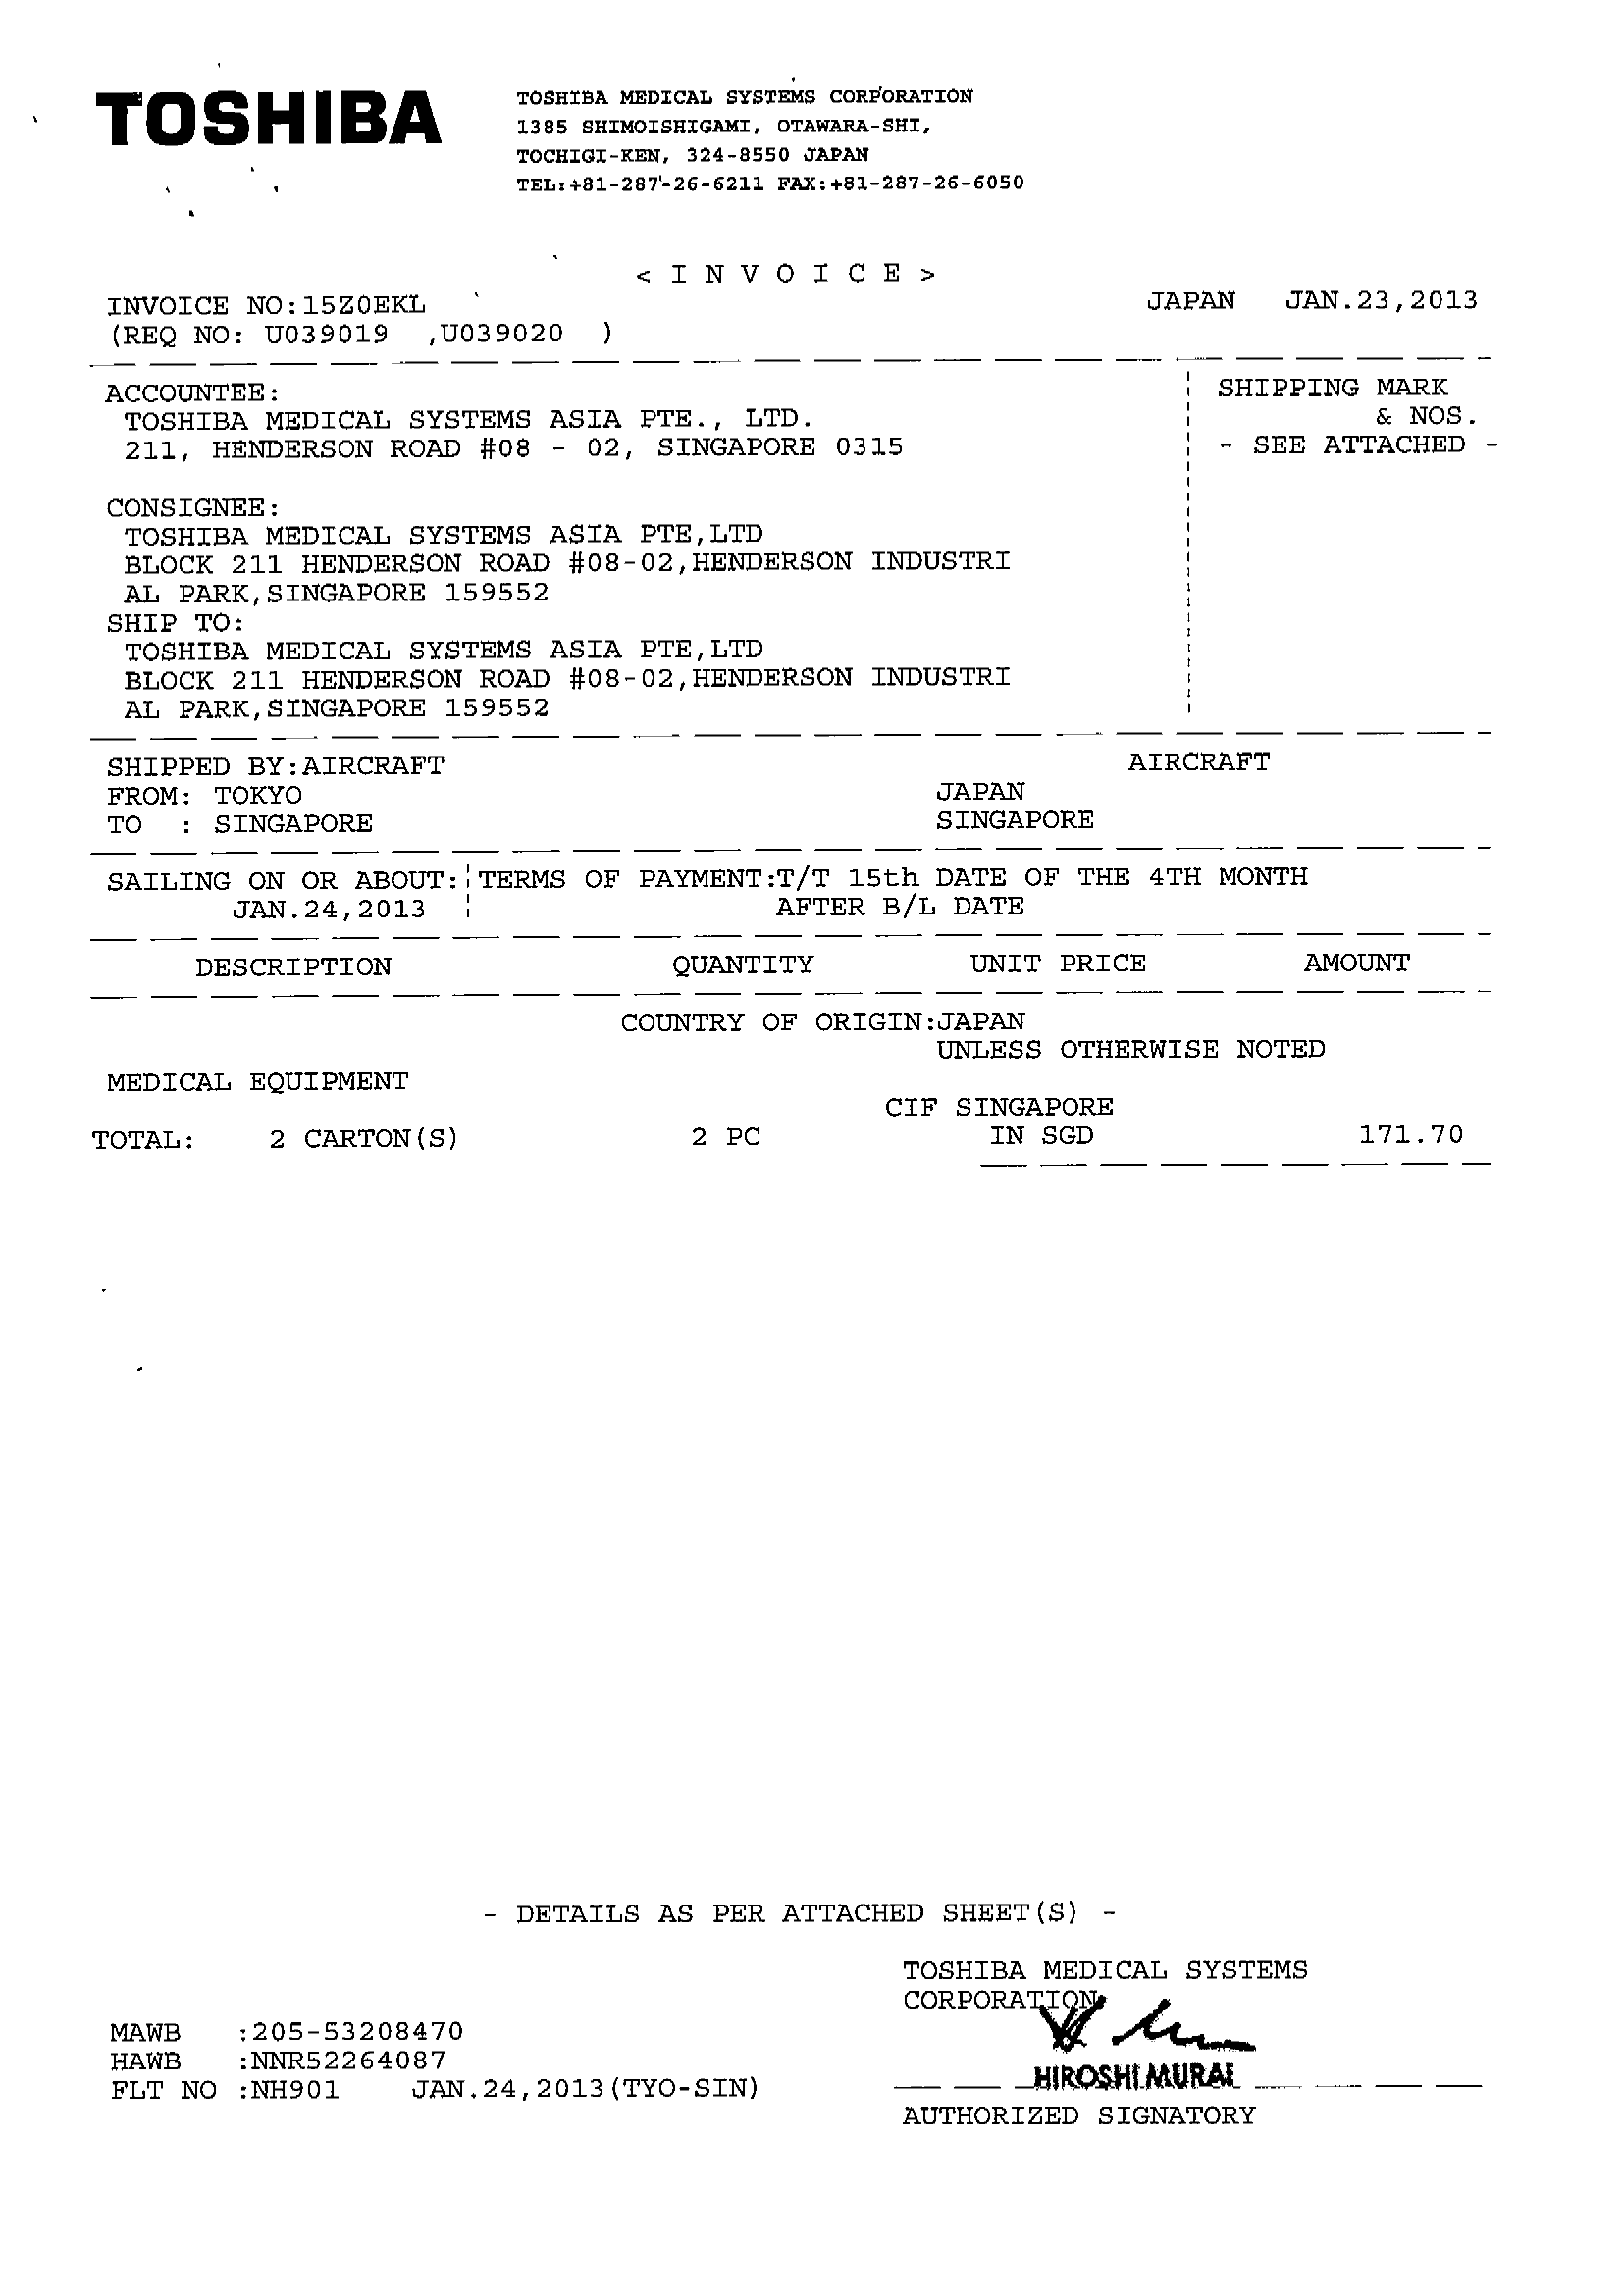 TOSHIBA
TOSHIBA MEDICAL SYSTEMS CORPORATION
1385 SHIMOISHIGAMI, OTAWARA-SHI,
TOCHIGI-KEN, 324-8550 JAPAN
TEL:+81-287-26-6211 FAX:+81-287-26-6050
< I N V O I C E >
INVOICE NO:15Z0EKL JAPAN JAN.23,2013
(REQ NO: U039019 ,U039020 )
ACCOUNTEE: SHIPPING MARK
TOSHIBA MEDICAL SYSTEMS ASIA PTE., LTD. & NOS.
211, HENDERSON ROAD #08 - 02, SINGAPORE 0315 - SEE ATTACHED -
CONSIGNEE:
TOSHIBA MEDICAL SYSTEMS ASIA PTE,LTD
BLOCK 211 HENDERSON ROAD #08-02,HENDERSON INDUSTRI
AL PARK,SINGAPORE 159552
SHIP TO:
TOSHIBA MEDICAL SYSTEMS ASIA PTE,LTD
BLOCK 211 HENDERSON ROAD #08-02,HENDERSON INDUSTRI
AL PARK,SINGAPORE 159552
SHIPPED BY:AIRCRAFT AIRCRAFT
FROM: TOKYO JAPAN
TO : SINGAPORE SINGAPORE
SAILING ON OR ABOUT: TERMS OF PAYMENT:T/T 15th DATE OF THE 4TH MONTH
JAN.24,2013 AFTER B/L DATE
DESCRIPTION QUANTITY UNIT PRICE AMOUNT
COUNTRY OF ORIGIN:JAPAN
UNLESS OTHERWISE NOTED
MEDICAL EQUIPMENT
CIF SINGAPORE
TOTAL: 2 CARTON(S) 2 PC IN SGD 171.70
- DETAILS AS PER ATTACHED SHEET(S) -
TOSHIBA MEDICAL SYSTEMS
CORPORATION
MAWB :205-53208470
HAWB :NNR52264087
FLT NO :NH901 JAN.24,2013(TYO-SIN)
HIROSHI MURAI
AUTHORIZED SIGNATORY